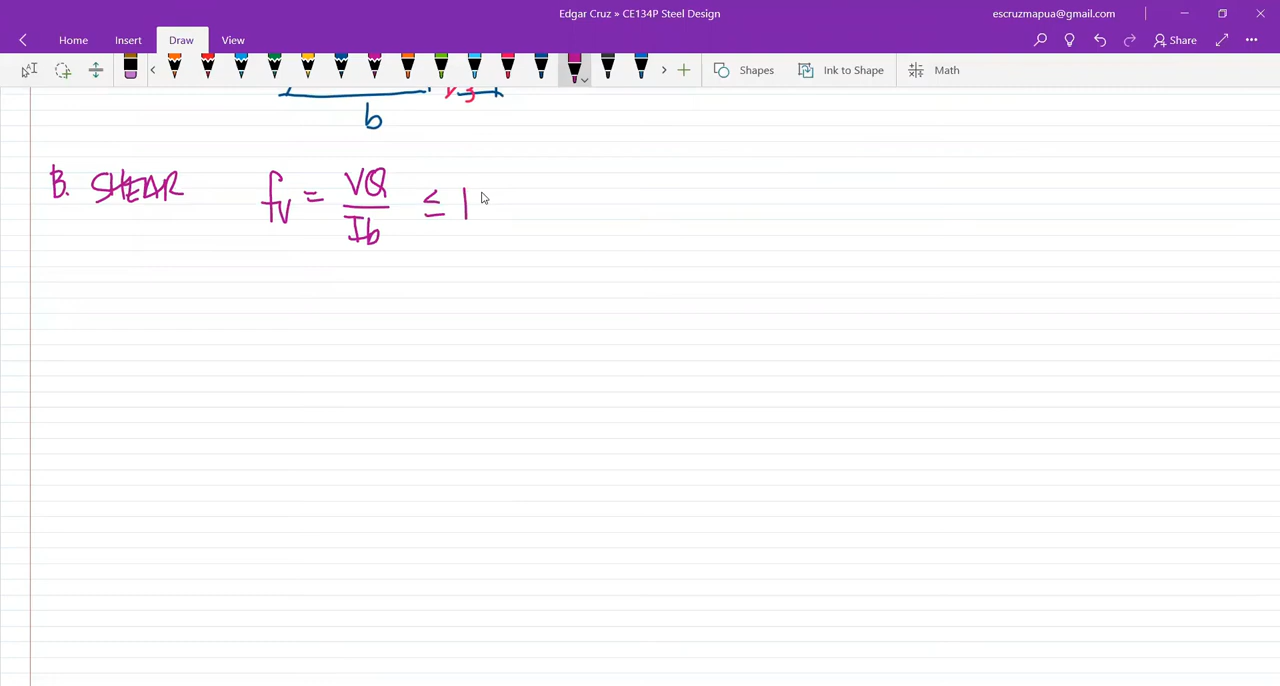 Edgar Cruz » CE134P Steel Design
escruzmapua@gmail.com
Home Insert Draw View
Share
Shapes Ink to Shape Math
b
B. SHEAR fv = VQ / Ib ≤